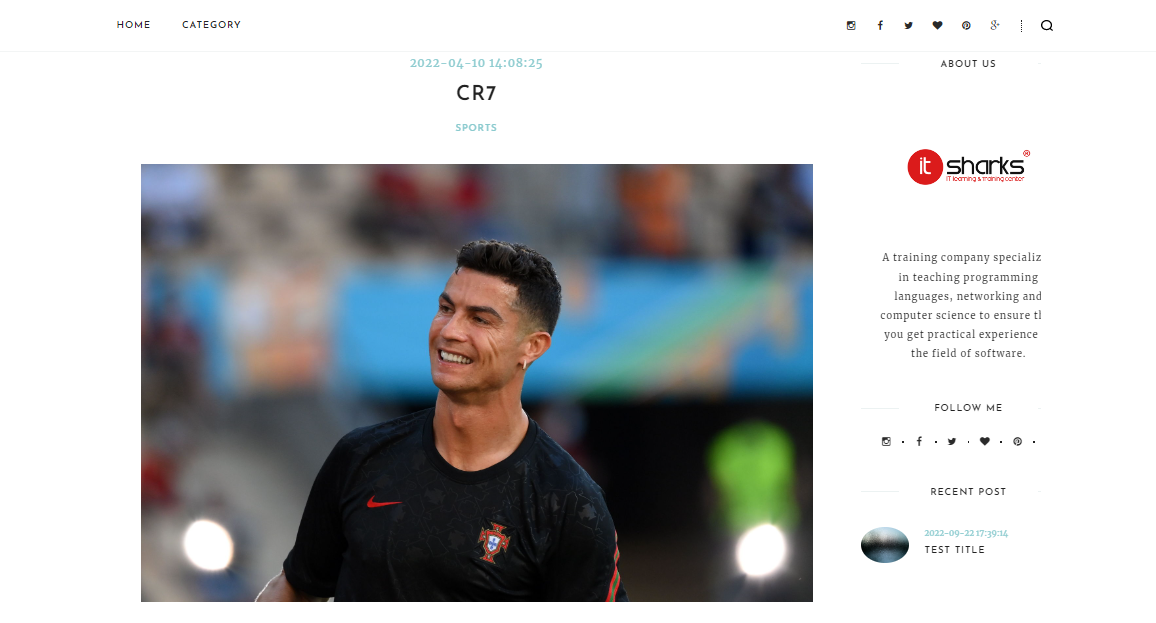 HOME
CATEGORY
2022-04-10 14:08:25
CR7
SPORTS
ABOUT US
it sharks®
IT learning & training center
A training company specializ
in teaching programming
languages, networking and
computer science to ensure th
you get practical experience
the field of software.
FOLLOW ME
RECENT POST
2022-09-22 17:39:14
TEST TITLE